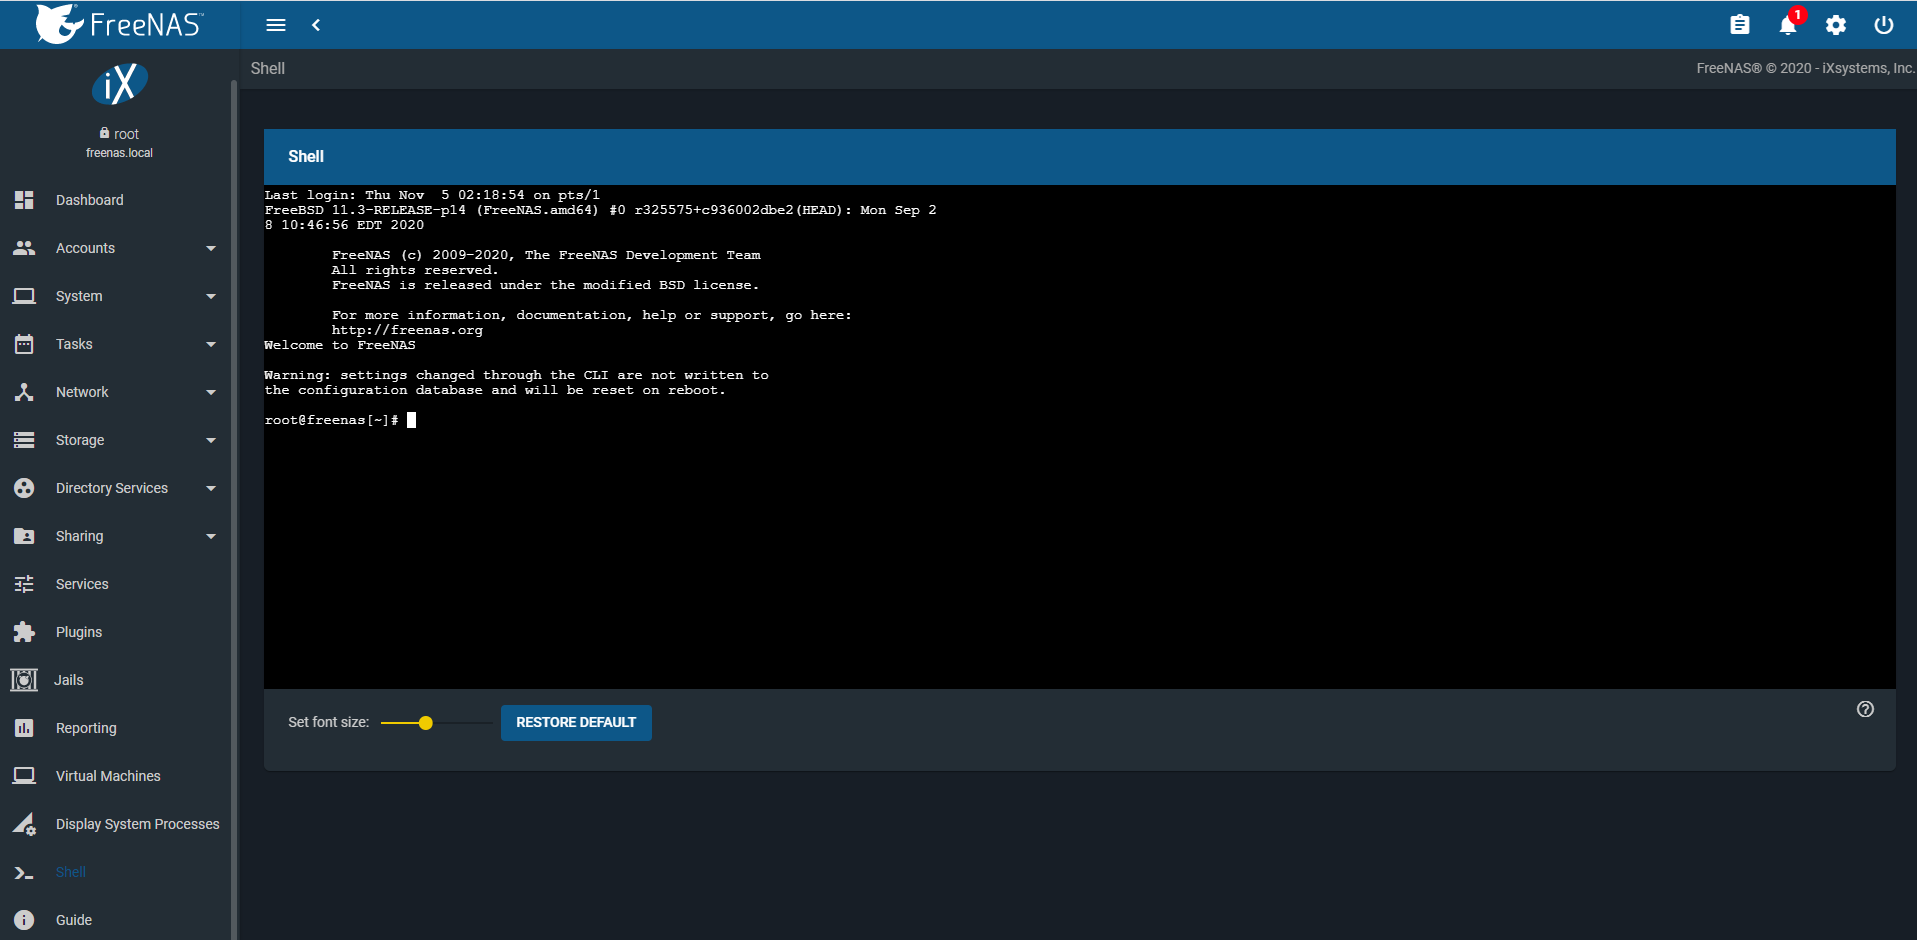 FreeNAS™
1
iX
root
freenas.local
Dashboard
Accounts
System
Tasks
Network
Storage
Directory Services
Sharing
Services
Plugins
Jails
Reporting
Virtual Machines
Display System Processes
Shell
Guide
Shell
FreeNAS® © 2020 - iXsystems, Inc.
Shell
Last login: Thu Nov  5 02:18:54 on pts/1
FreeBSD 11.3-RELEASE-p14 (FreeNAS.amd64) #0 r325575+c936002dbe2(HEAD): Mon Sep 2
8 10:46:56 EDT 2020
FreeNAS (c) 2009-2020, The FreeNAS Development Team
All rights reserved.
FreeNAS is released under the modified BSD license.
For more information, documentation, help or support, go here:
http://freenas.org
Welcome to FreeNAS
Warning: settings changed through the CLI are not written to
the configuration database and will be reset on reboot.
root@freenas[~]#
Set font size:
RESTORE DEFAULT